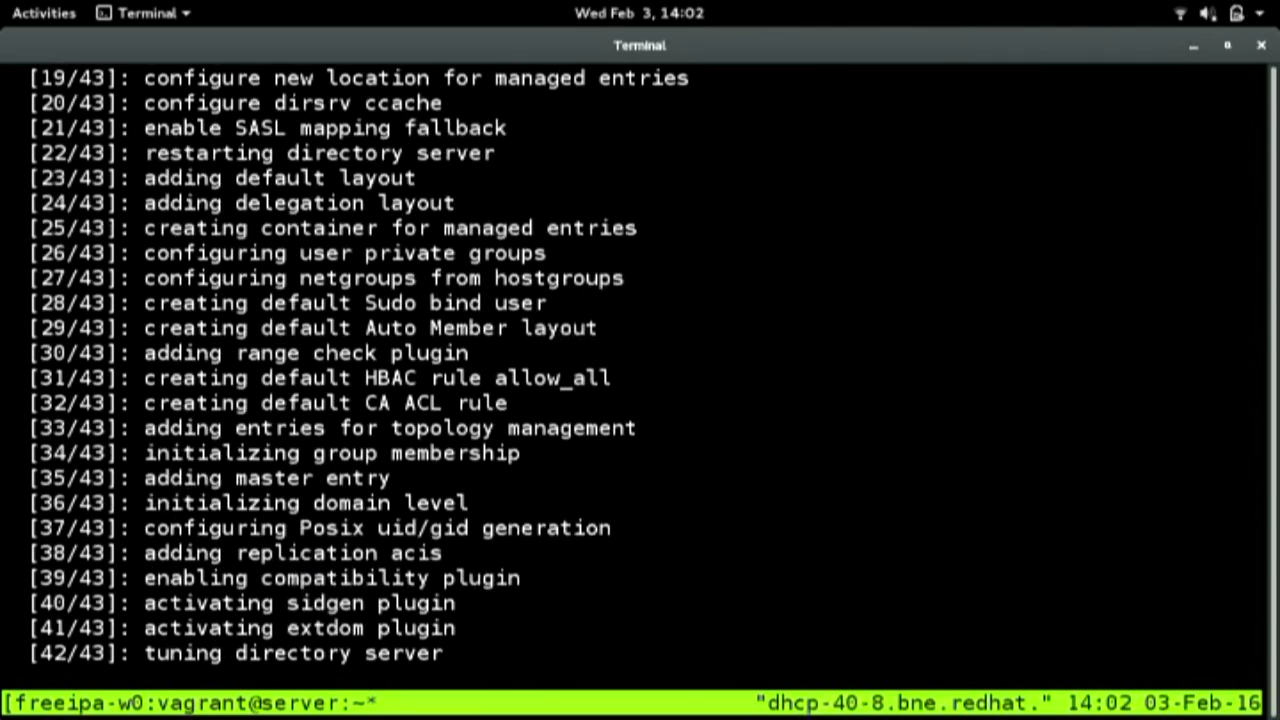 Activities Terminal Wed Feb 3, 14:02
Terminal
[19/43]: configure new location for managed entries
[20/43]: configure dirsrv ccache
[21/43]: enable SASL mapping fallback
[22/43]: restarting directory server
[23/43]: adding default layout
[24/43]: adding delegation layout
[25/43]: creating container for managed entries
[26/43]: configuring user private groups
[27/43]: configuring netgroups from hostgroups
[28/43]: creating default Sudo bind user
[29/43]: creating default Auto Member layout
[30/43]: adding range check plugin
[31/43]: creating default HBAC rule allow_all
[32/43]: creating default CA ACL rule
[33/43]: adding entries for topology management
[34/43]: initializing group membership
[35/43]: adding master entry
[36/43]: initializing domain level
[37/43]: configuring Posix uid/gid generation
[38/43]: adding replication acis
[39/43]: enabling compatibility plugin
[40/43]: activating sidgen plugin
[41/43]: activating extdom plugin
[42/43]: tuning directory server
[freeipa-w0:vagrant@server:~* "dhcp-40-8.bne.redhat." 14:02 03-Feb-16